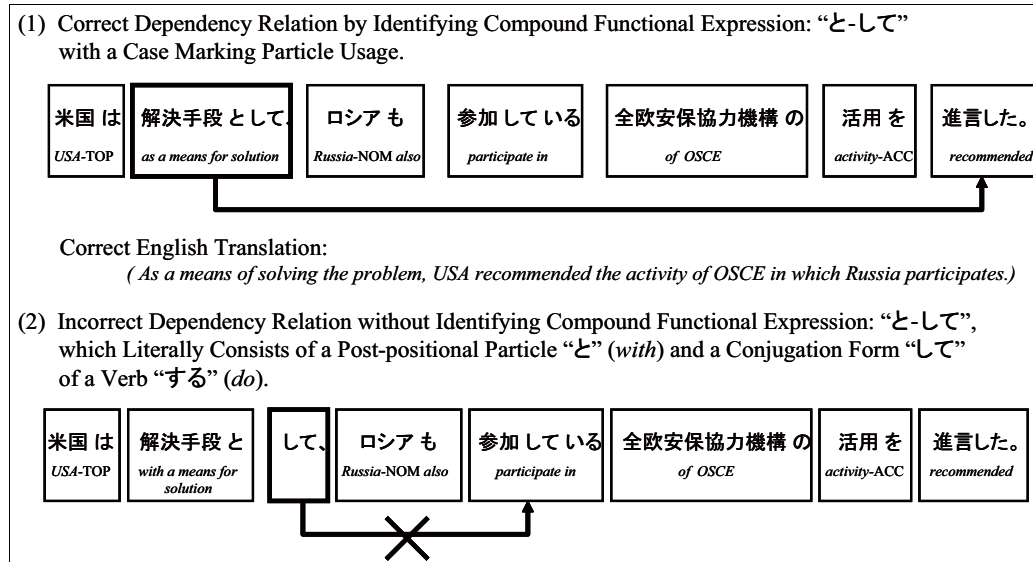 (1) Correct Dependency Relation by Identifying Compound Functional Expression: “と-して”
with a Case Marking Particle Usage.
米国 は 解決手段 として、 ロシア も 参加 して いる 全欧安保協力機構 の 活用 を 進言した。
USA-TOP as a means for solution Russia-NOM also participate in of OSCE activity-ACC recommended
Correct English Translation:
( As a means of solving the problem, USA recommended the activity of OSCE in which Russia participates.)
(2) Incorrect Dependency Relation without Identifying Compound Functional Expression: “と-して”,
which Literally Consists of a Post-positional Particle “と” (with) and a Conjugation Form “して”
of a Verb “する” (do).
米国 は 解決手段 と して、 ロシア も 参加 して いる 全欧安保協力機構 の 活用 を 進言した。
USA-TOP with a means for Russia-NOM also participate in of OSCE activity-ACC recommended
solution